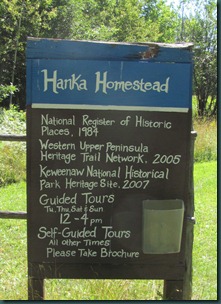 Hanka Homestead
National Register of Historic
Places, 1984
Western Upper Peninsula
Heritage Trail Network, 2005
Keweenaw National Historical
Park Heritage Site, 2007
Guided Tours
Tu, Thu, Sat & Sun
12-4 pm
Self-Guided Tours
All Other Times
Please Take Brochure